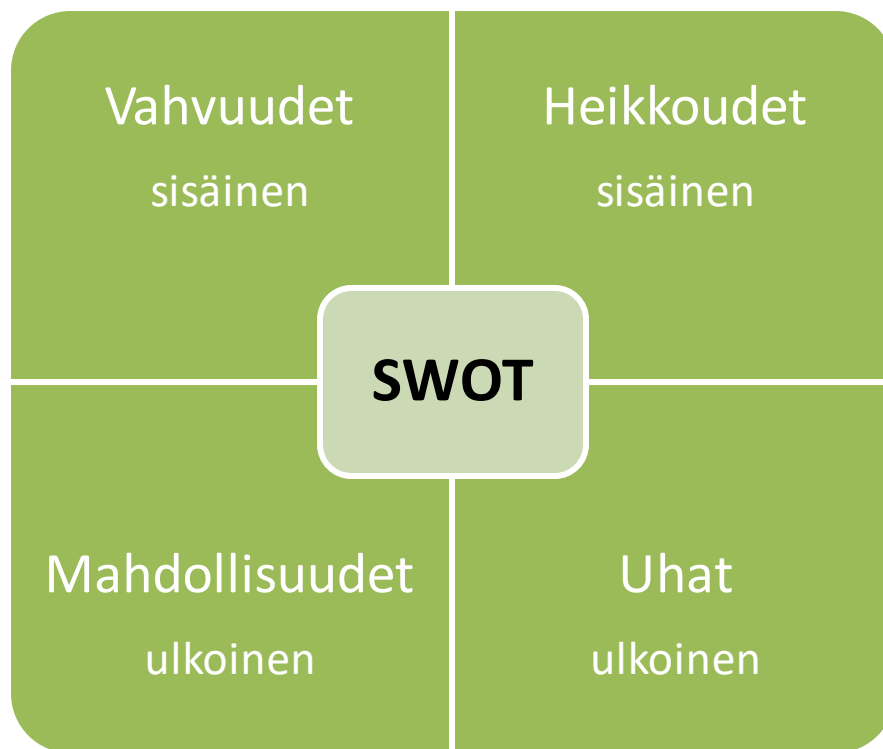 Vahvuudet
sisäinen
Heikkoudet
sisäinen
SWOT
Mahdollisuudet
ulkoinen
Uhat
ulkoinen